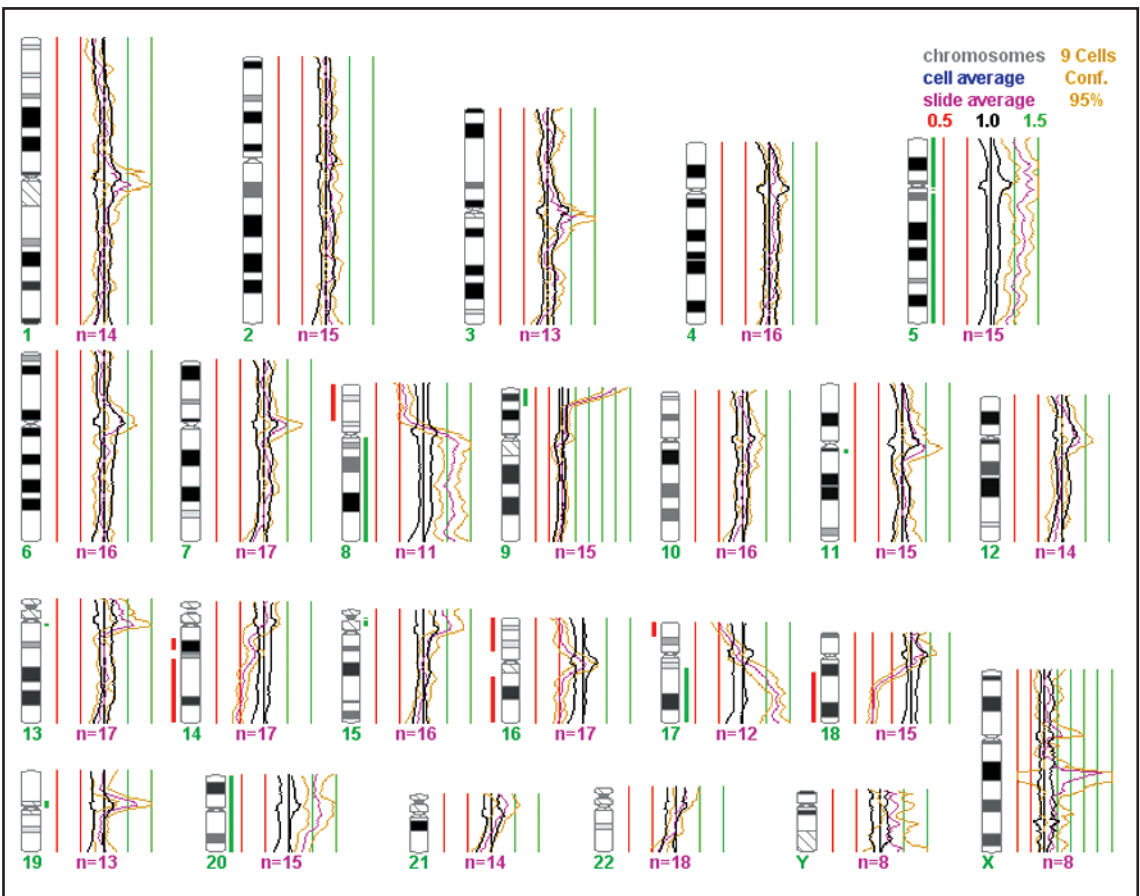 chromosomes 9 Cells
cell average Conf.
slide average 95%
0.5 1.0 1.5
1 n=14
2 n=15
3 n=13
4 n=16
5 n=15
6 n=16
7 n=17
8 n=11
9 n=15
10 n=16
11 n=15
12 n=14
13 n=17
14 n=17
15 n=16
16 n=17
17 n=12
18 n=15
19 n=13
20 n=15
21 n=14
22 n=18
Y n=8
X n=8